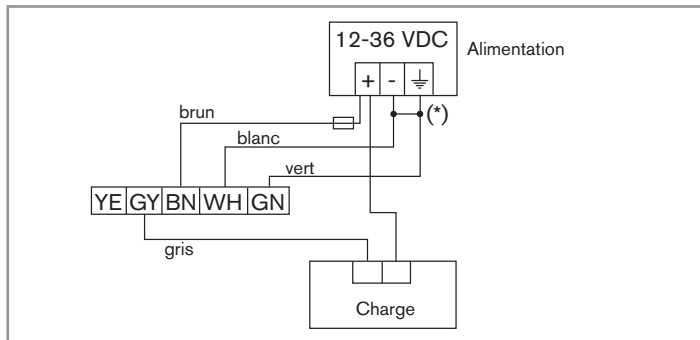 12-36 VDC
Alimentation
+ -
(*)
brun
blanc
vert
YE GY BN WH GN
gris
Charge